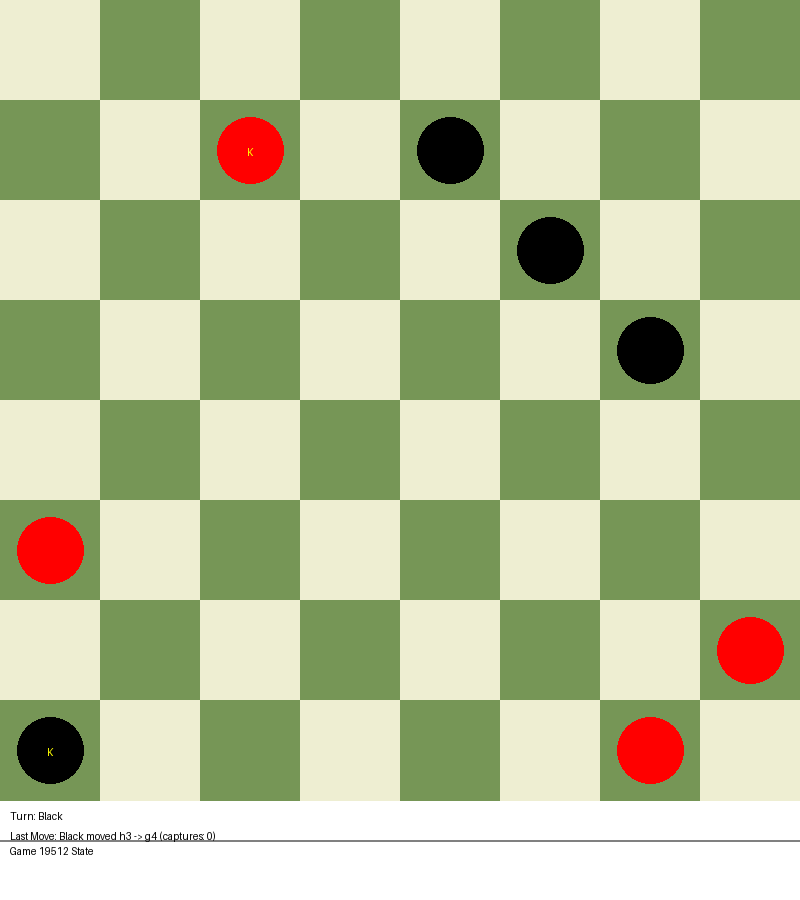 K
K
Turn: Black
Last Move: Black moved h3 -> g4 (captures: 0)
Game 19512 State